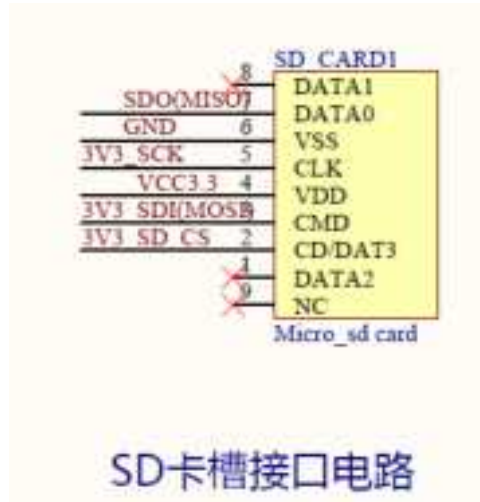 SD_CARD1
8 DATA1
SDO(MISO) 7 DATA0
GND 6 VSS
3V3_SCK 5 CLK
VCC3.3 4 VDD
3V3_SDI(MOSI) 3 CMD
3V3_SD_CS 2 CD/DAT3
1 DATA2
9 NC
Micro_sd card
SD卡槽接口电路